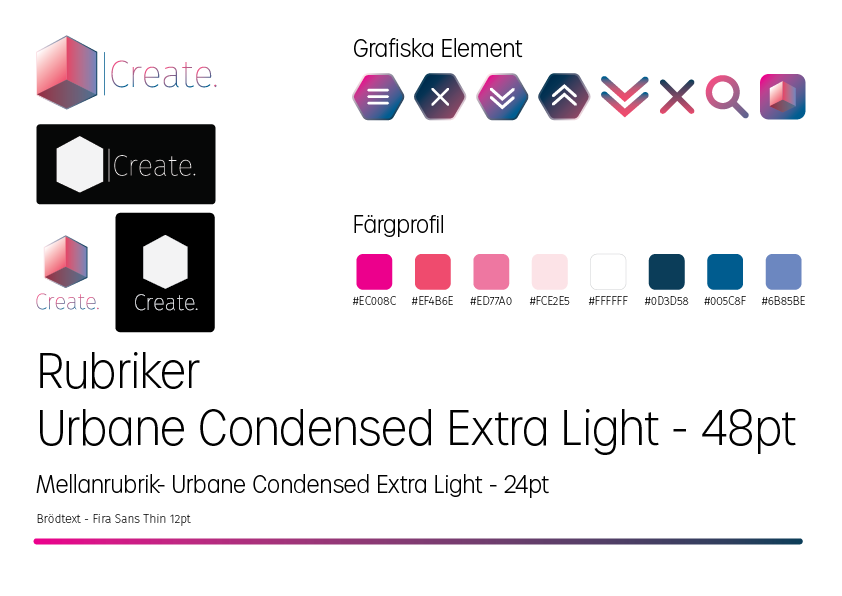 Create.
Create.
Create.
Create.
Grafiska Element
Färgprofil
#EC008C #EF4B6E #ED77A0 #FCE2E5 #FFFFFF #0D3D58 #005C8F #6B85BE
Rubriker
Urbane Condensed Extra Light - 48pt
Mellanrubrik- Urbane Condensed Extra Light - 24pt
Brödtext - Fira Sans Thin 12pt